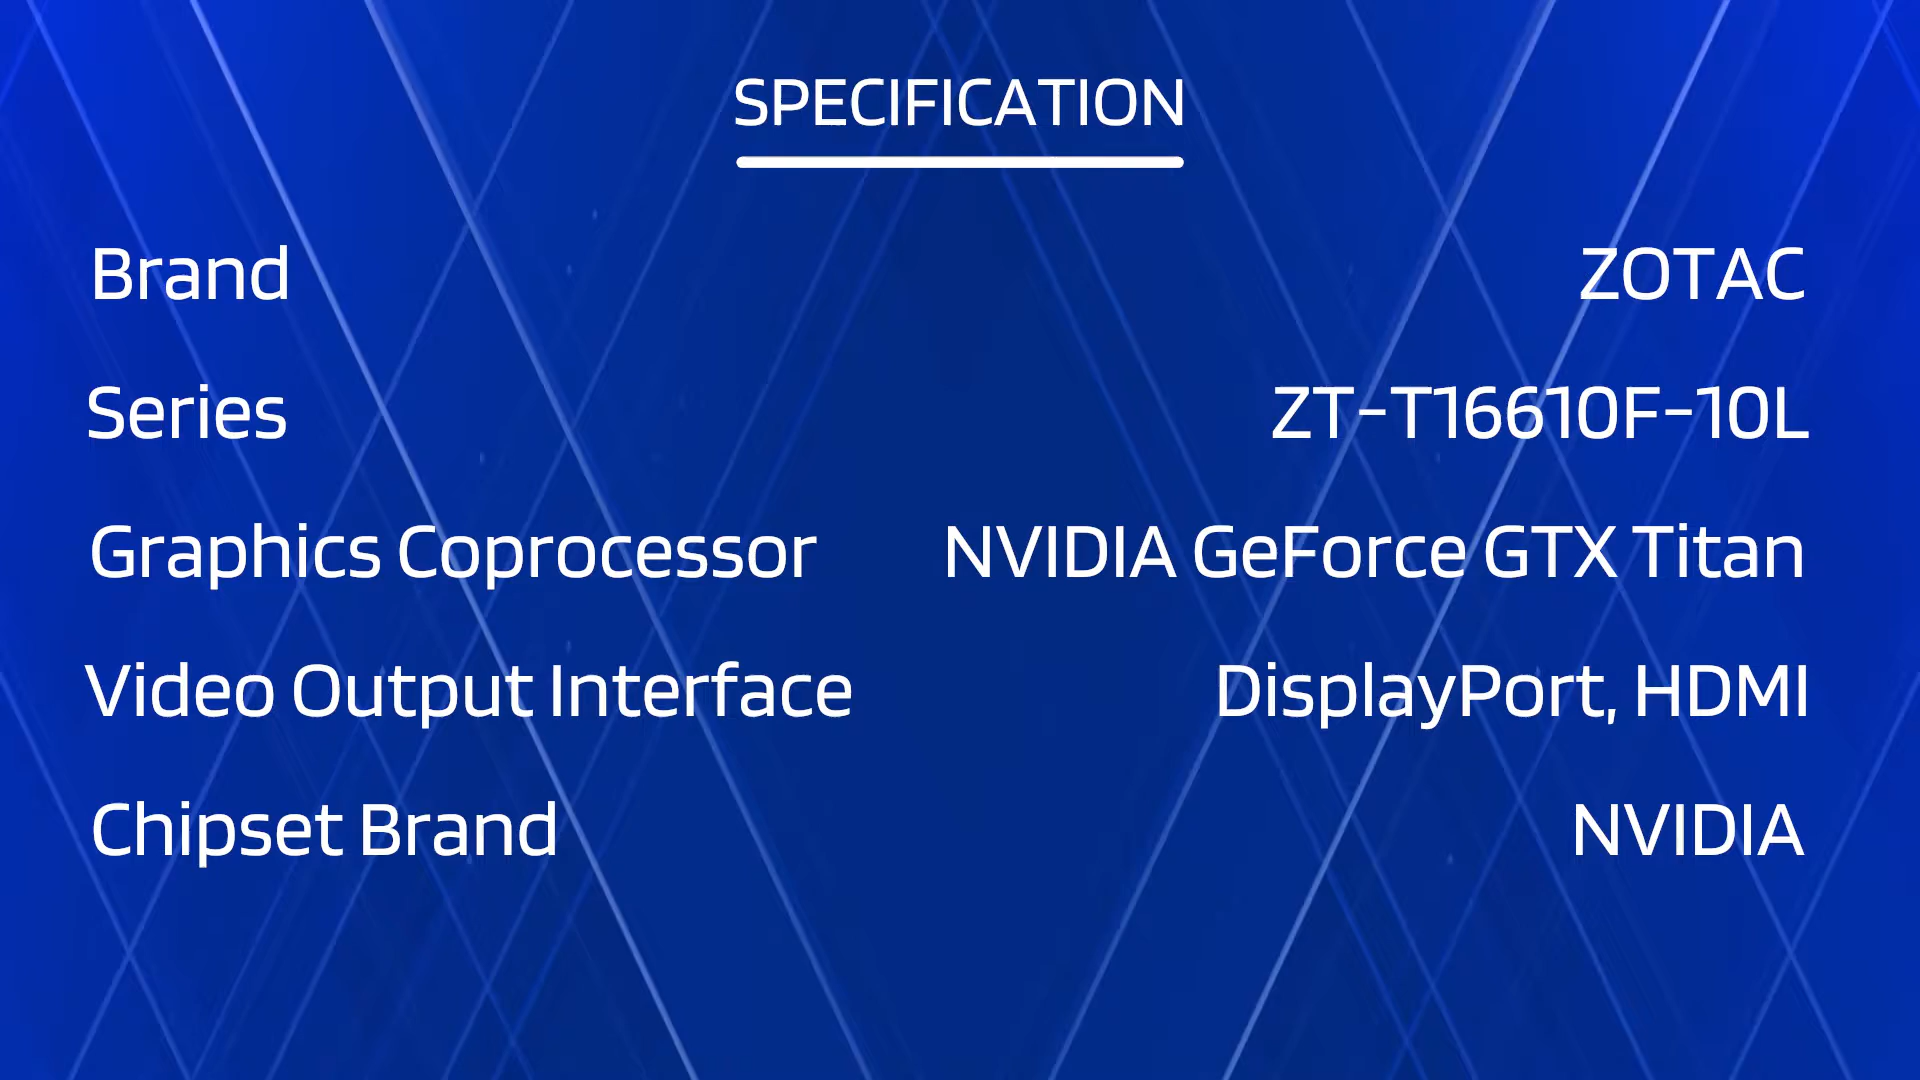 SPECIFICATION
Brand ZOTAC
Series ZT-T16610F-10L
Graphics Coprocessor NVIDIA GeForce GTX Titan
Video Output Interface DisplayPort, HDMI
Chipset Brand NVIDIA